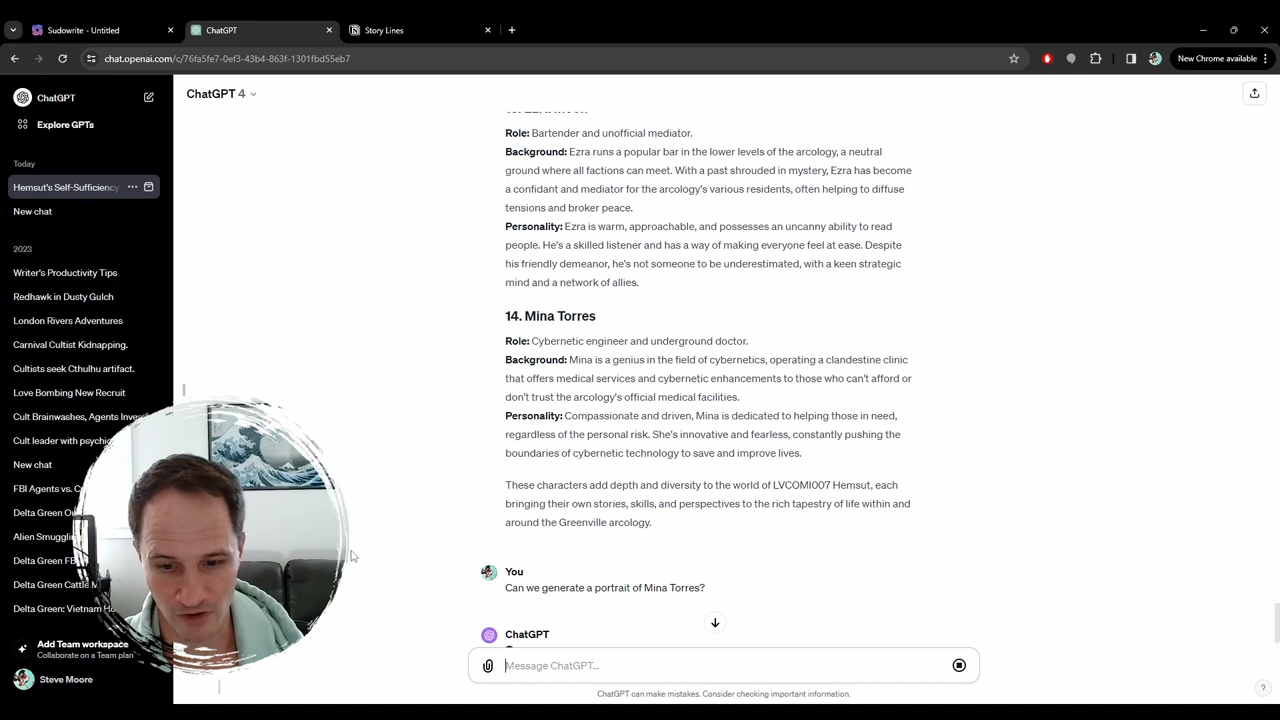 Sudowrite - Untitled
ChatGPT
Story Lines
chat.openai.com/c/76fa5fe7-0ef3-43b4-863f-1301fbd55eb7
New Chrome available
ChatGPT
Explore GPTs
Today
Hemsut's Self-Sufficiency
New chat
2023
Writer's Productivity Tips
Redhawk in Dusty Gulch
London Rivers Adventures
Carnival Cultist Kidnapping.
Cultists seek Cthulhu artifact.
Love Bombing New Recruit
Cult Brainwashes, Agents
Cult leader with
New chat
FBI Agents vs.
Delta Green
Alien
Delta Green
Delta Green Cattle
Delta Green: Vietnam
Add Team workspace
Collaborate on a Team plan
Steve Moore
ChatGPT 4
Role: Bartender and unofficial mediator.
Background: Ezra runs a popular bar in the lower levels of the arcology, a neutral
ground where all factions can meet. With a past shrouded in mystery, Ezra has become
a confidant and mediator for the arcology's various residents, often helping to diffuse
tensions and broker peace.
Personality: Ezra is warm, approachable, and possesses an uncanny ability to read
people. He's a skilled listener and has a way of making everyone feel at ease. Despite
his friendly demeanor, he's not someone to be underestimated, with a keen strategic
mind and a network of allies.
14. Mina Torres
Role: Cybernetic engineer and underground doctor.
Background: Mina is a genius in the field of cybernetics, operating a clandestine clinic
that offers medical services and cybernetic enhancements to those who can't afford or
don't trust the arcology's official medical facilities.
Personality: Compassionate and driven, Mina is dedicated to helping those in need,
regardless of the personal risk. She's innovative and fearless, constantly pushing the
boundaries of cybernetic technology to save and improve lives.
These characters add depth and diversity to the world of LVCOMI007 Hemsut, each
bringing their own stories, skills, and perspectives to the rich tapestry of life within and
around the Greenville arcology.
You
Can we generate a portrait of Mina Torres?
ChatGPT
Message ChatGPT...
ChatGPT can make mistakes. Consider checking important information.
?